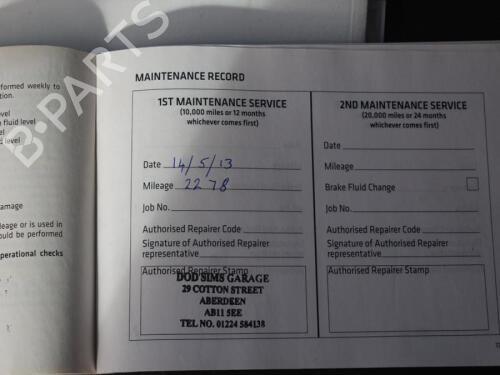 B-PARTS
formed weekly to
tion.
vel
fluid level
el
level
amage
leage or is used in
ould be performed
perational checks
MAINTENANCE RECORD
1ST MAINTENANCE SERVICE
(10,000 miles or 12 months
whichever comes first)
Date 14/5/13
Mileage 2278
Job No.
Authorised Repairer Code
Signature of Authorised Repairer
representative
Authorised Repairer Stamp
DOD SIMS GARAGE
29 COTTON STREET
ABERDEEN
AB11 5EE
TEL NO. 01224 584138
2ND MAINTENANCE SERVICE
(20,000 miles or 24 months
whichever comes first)
Date
Mileage
Brake Fluid Change
Job No.
Authorised Repairer Code
Signature of Authorised Repairer
representative
Authorised Repairer Stamp